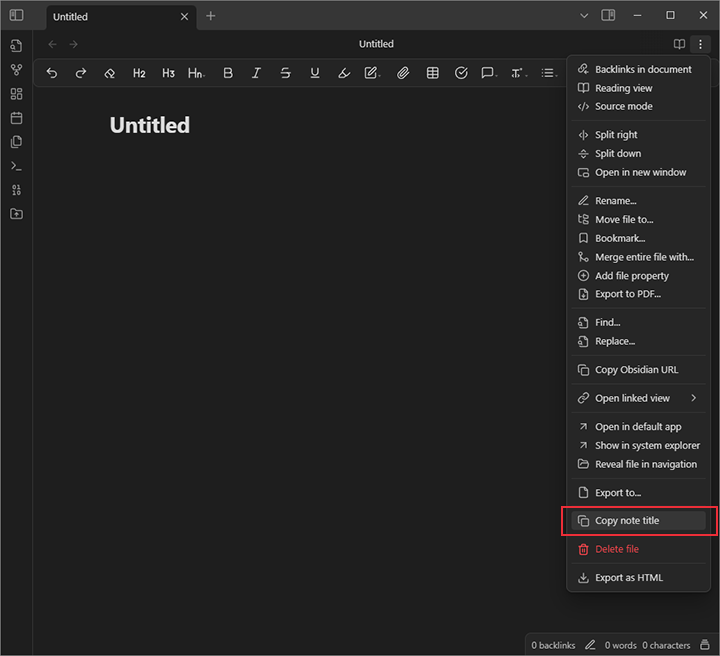 Untitled
Untitled
H2 H3 Hn
Untitled
Backlinks in document
Reading view
Source mode
Split right
Split down
Open in new window
Rename...
Move file to...
Bookmark...
Merge entire file with...
Add file property
Export to PDF...
Find...
Replace...
Copy Obsidian URL
Open linked view
Open in default app
Show in system explorer
Reveal file in navigation
Export to...
Copy note title
Delete file
Export as HTML
0 backlinks 0 words 0 characters